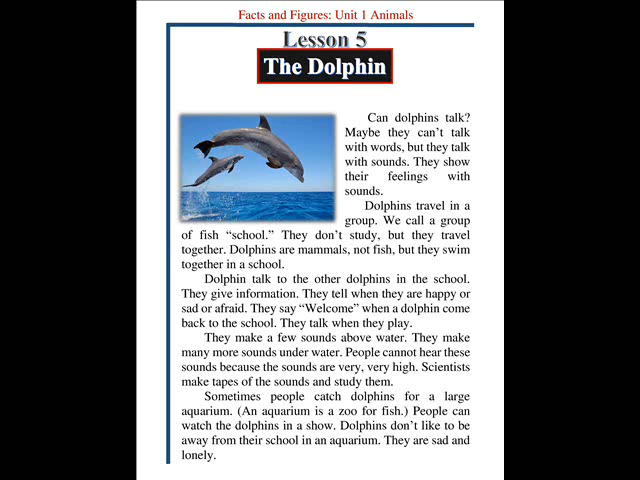 Facts and Figures: Unit 1 Animals
Lesson 5
The Dolphin
Can dolphins talk?
Maybe they can’t talk
with words, but they talk
with sounds. They show
their feelings with
sounds.
Dolphins travel in a
group. We call a group
of fish “school.” They don’t study, but they travel
together. Dolphins are mammals, not fish, but they swim
together in a school.
Dolphin talk to the other dolphins in the school.
They give information. They tell when they are happy or
sad or afraid. They say “Welcome” when a dolphin come
back to the school. They talk when they play.
They make a few sounds above water. They make
many more sounds under water. People cannot hear these
sounds because the sounds are very, very high. Scientists
make tapes of the sounds and study them.
Sometimes people catch dolphins for a large
aquarium. (An aquarium is a zoo for fish.) People can
watch the dolphins in a show. Dolphins don’t like to be
away from their school in an aquarium. They are sad and
lonely.